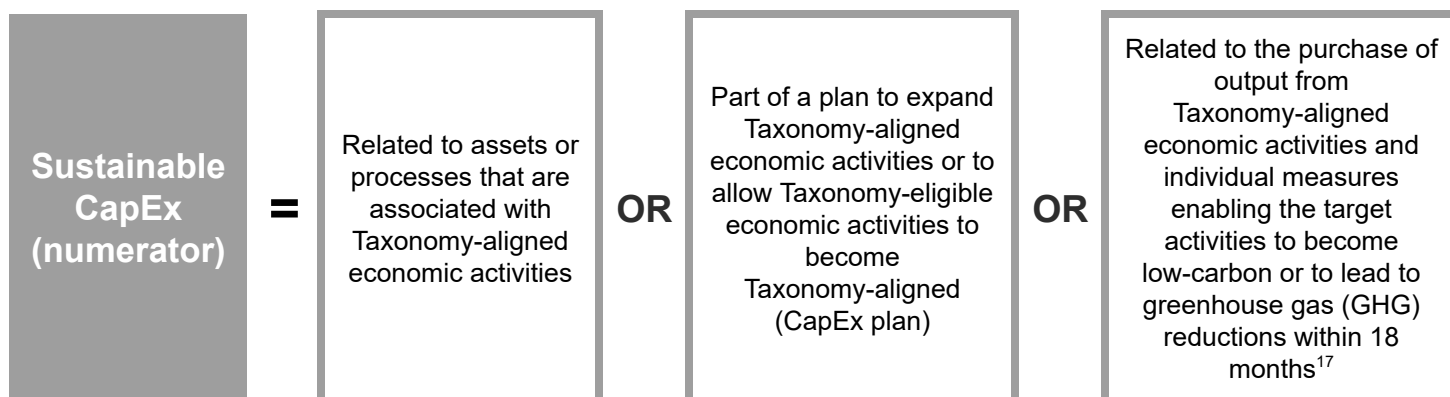 Sustainable
CapEx
(numerator)
=
Related to assets or
processes that are
associated with
Taxonomy-aligned
economic activities
OR
Part of a plan to expand
Taxonomy-aligned
economic activities or to
allow Taxonomy-eligible
economic activities to
become
Taxonomy-aligned
(CapEx plan)
OR
Related to the purchase of
output from
Taxonomy-aligned
economic activities and
individual measures
enabling the target
activities to become
low-carbon or to lead to
greenhouse gas (GHG)
reductions within 18
months17